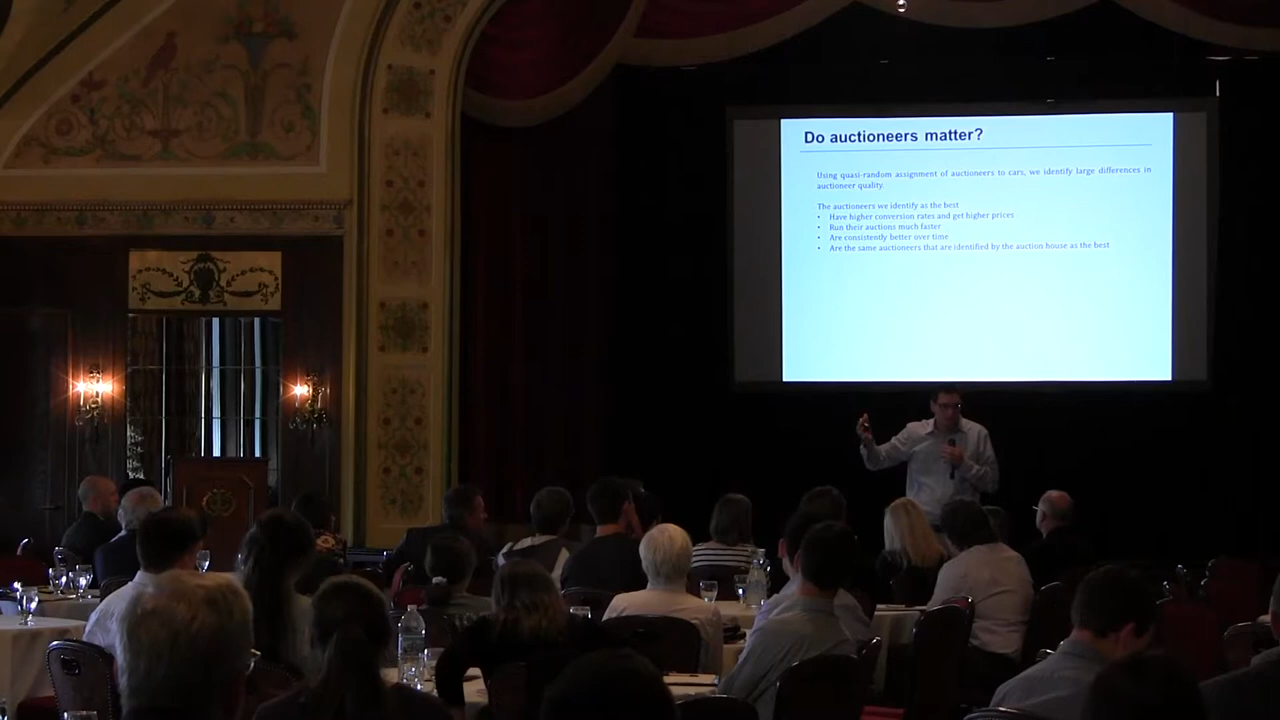 Do auctioneers matter?
Using quasi-random assignment of auctioneers to cars, we identify large differences in
auctioneer quality.
The auctioneers we identify as the best
• Have higher conversion rates and get higher prices
• Run their auctions much faster
• Are consistently better over time
• Are the same auctioneers that are identified by the auction house as the best